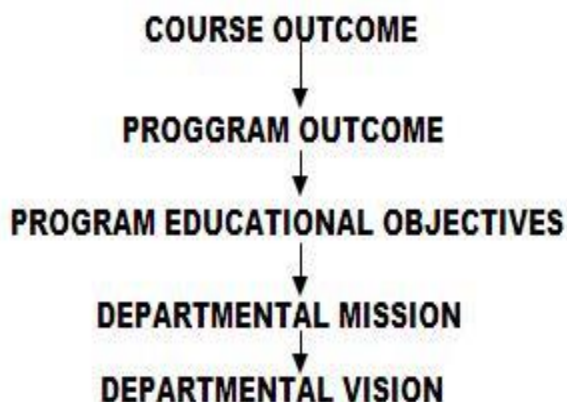 COURSE OUTCOME
PROGGRAM OUTCOME
PROGRAM EDUCATIONAL OBJECTIVES
DEPARTMENTAL MISSION
DEPARTMENTAL VISION